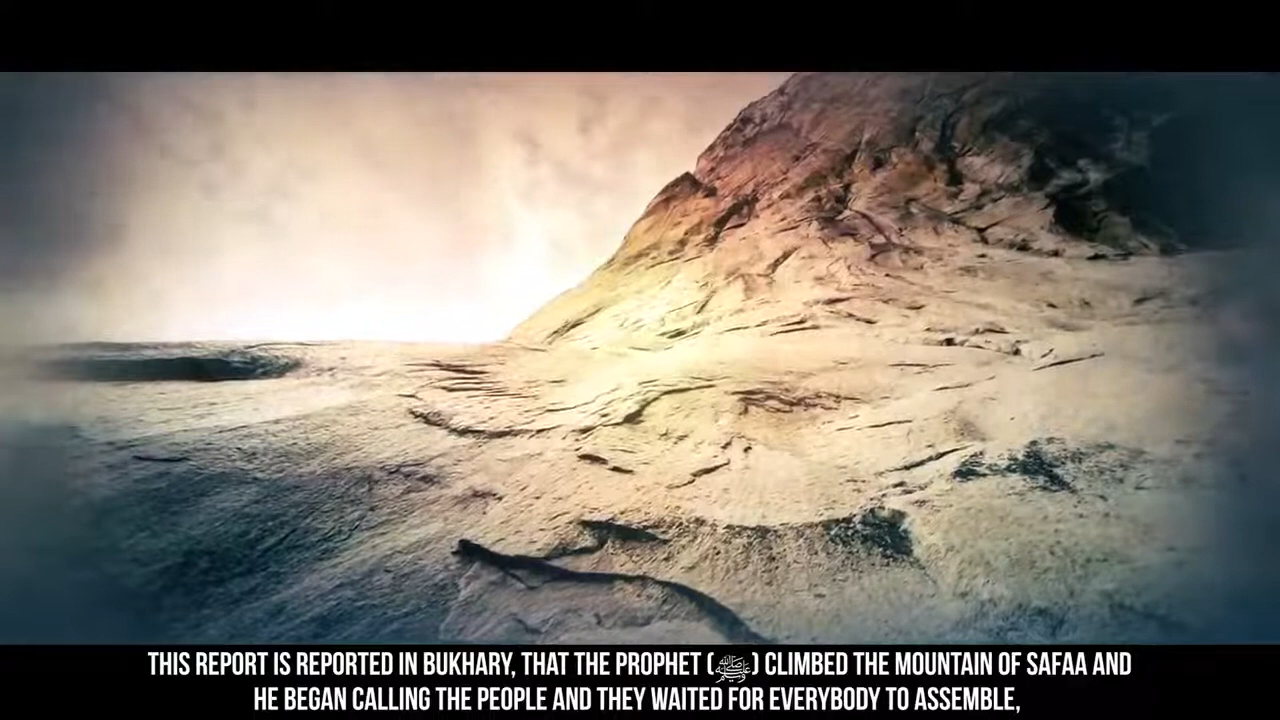 THIS REPORT IS REPORTED IN BUKHARY, THAT THE PROPHET (ﷺ) CLIMBED THE MOUNTAIN OF SAFAA AND
HE BEGAN CALLING THE PEOPLE AND THEY WAITED FOR EVERYBODY TO ASSEMBLE,